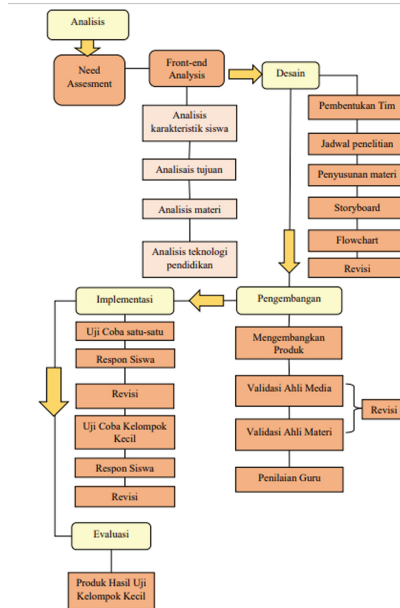 Analisis
Need
Assesment
Front-end
Analysis
Analisis
karakteristik siswa
Analisais tujuan
Analisis materi
Analisis teknologi
pendidikan
Desain
Pembentukan Tim
Jadwal penelitian
Penyusunan materi
Storyboard
Flowchart
Revisi
Pengembangan
Mengembangkan
Produk
Validasi Ahli Media
Validasi Ahli Materi
Revisi
Penilaian Guru
Implementasi
Uji Coba satu-satu
Respon Siswa
Revisi
Uji Coba Kelompok
Kecil
Respon Siswa
Revisi
Evaluasi
Produk Hasil Uji
Kelompok Kecil